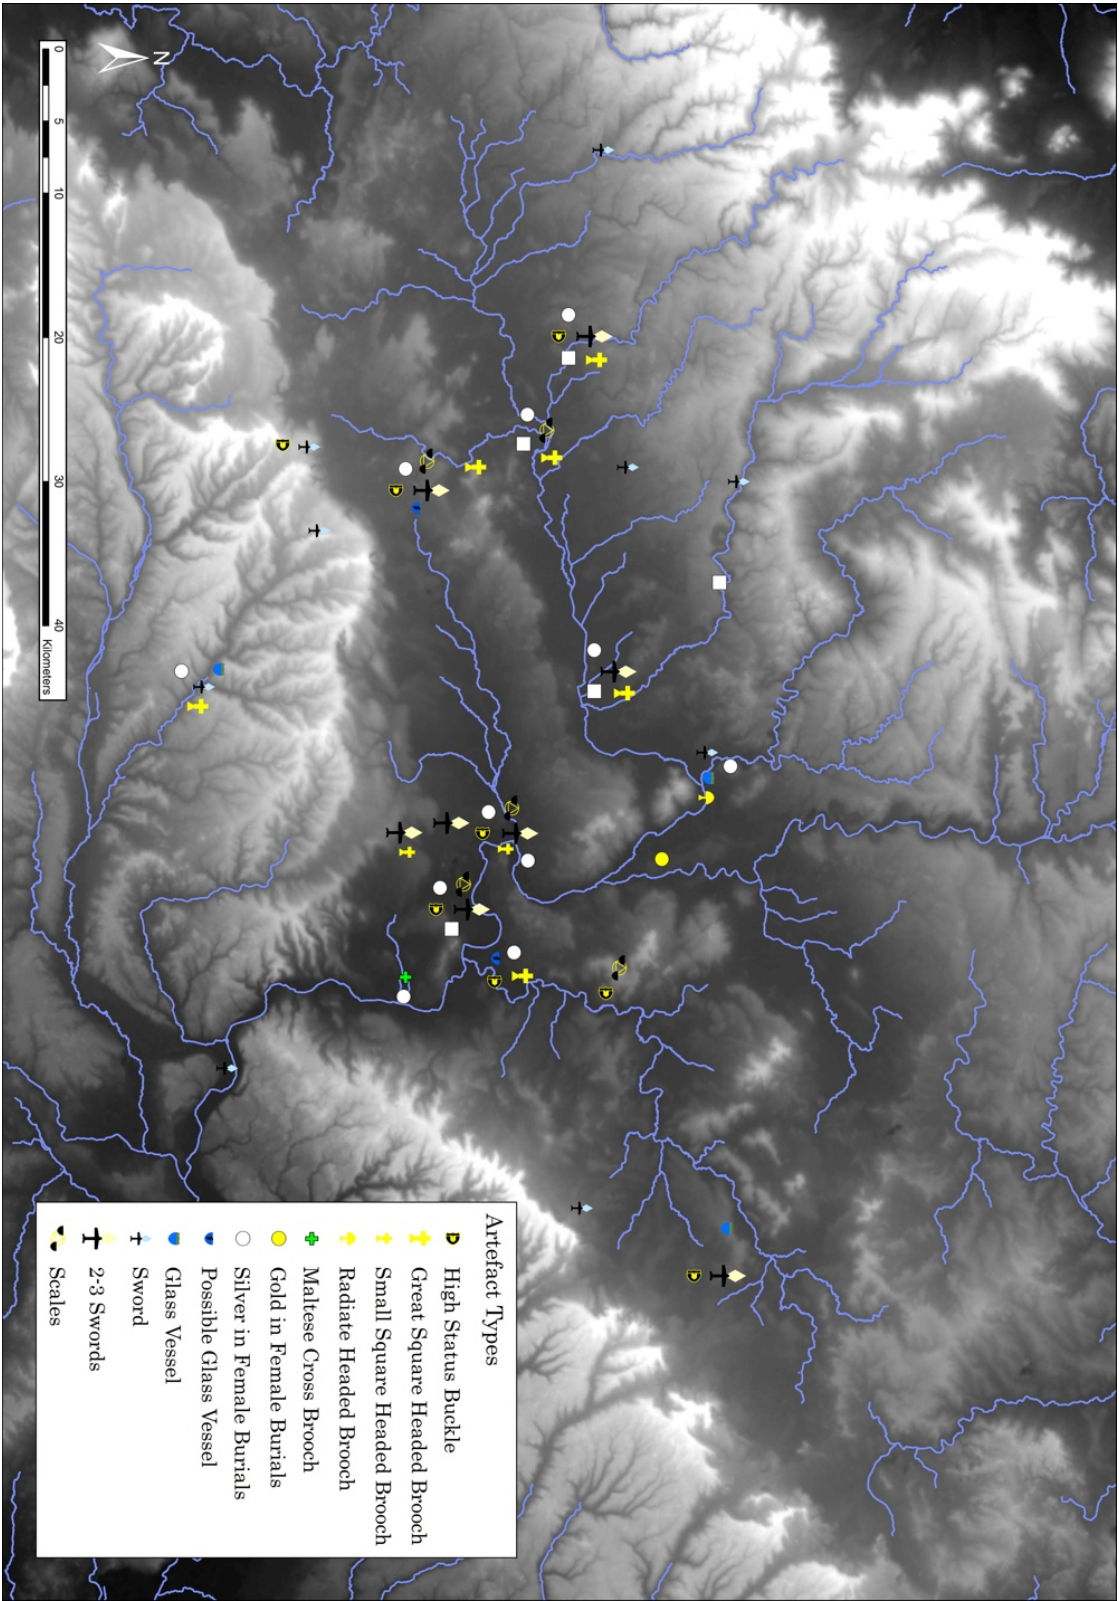 N
0
5
10
20
30
40
Kilometers
Artefact Types
High Status Buckle
Great Square Headed Brooch
Small Square Headed Brooch
Radiate Headed Brooch
Maltese Cross Brooch
Gold in Female Burials
Silver in Female Burials
Possible Glass Vessel
Glass Vessel
Sword
2-3 Swords
Scales